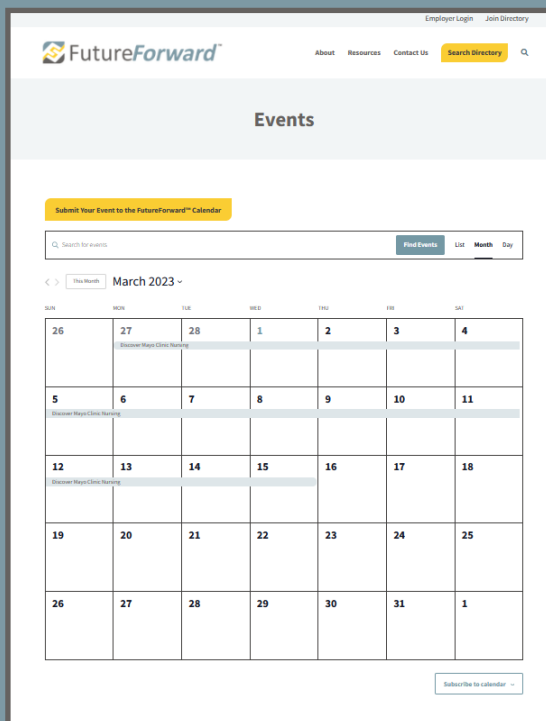 Employer Login Join Directory
FutureForward™
About Resources Contact Us Search Directory
Events
Submit Your Event to the FutureForward™ Calendar
Search for events
Find Events List Month Day
This Month March 2023
SUN MON TUE WED THU FRI SAT
26 27 28 1 2 3 4
Discover Mayo Clinic Nursing
5 6 7 8 9 10 11
Discover Mayo Clinic Nursing
12 13 14 15 16 17 18
Discover Mayo Clinic Nursing
19 20 21 22 23 24 25
26 27 28 29 30 31 1
Subscribe to calendar